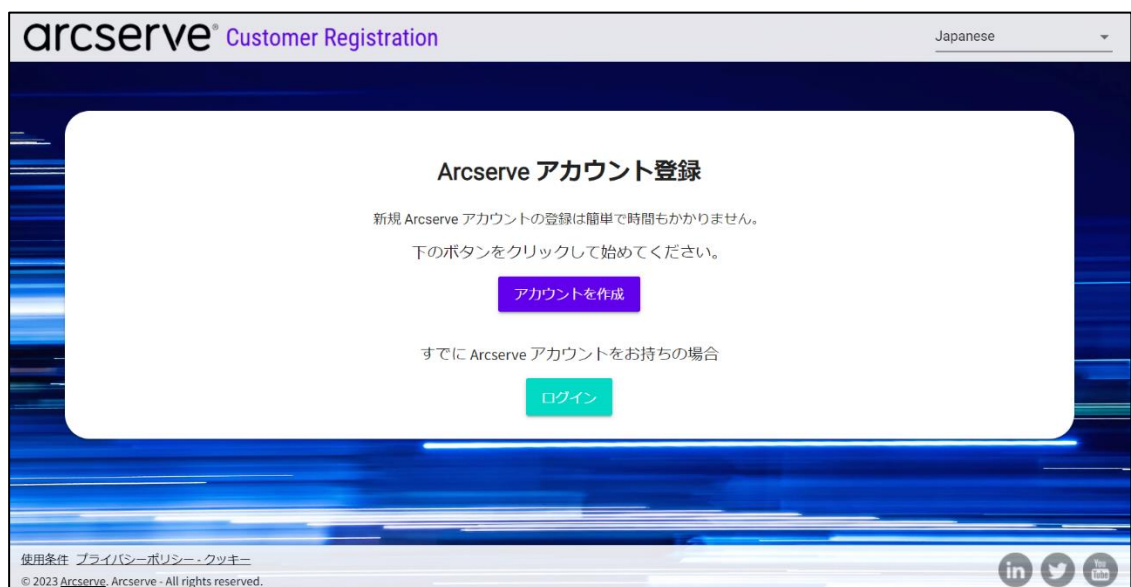 arcserve® Customer Registration
Japanese
Arcserve アカウント登録
新規 Arcserve アカウントの登録は簡単で時間もかかりません。
下のボタンをクリックして始めてください。
アカウントを作成
すでに Arcserve アカウントをお持ちの場合
ログイン
使用条件 プライバシーポリシー - クッキー
© 2023 Arcserve. Arcserve - All rights reserved.
in
You Tube